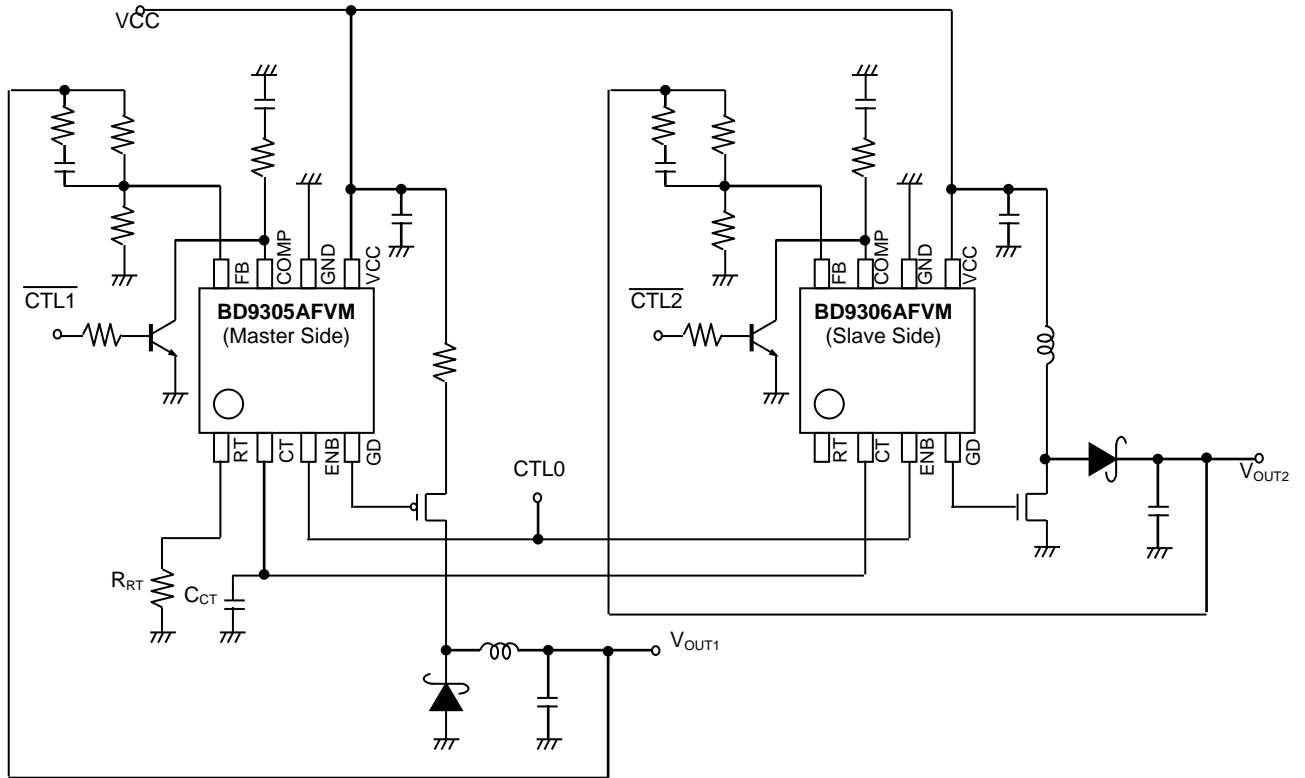 VCC
FB
COMP
GND
VCC
CTL1
BD9305AFVM
(Master Side)
RT
CT
ENB
GD
CTL0
FB
COMP
GND
VCC
CTL2
BD9306AFVM
(Slave Side)
RT
CT
ENB
GD
VOUT2
RRT
CCT
VOUT1